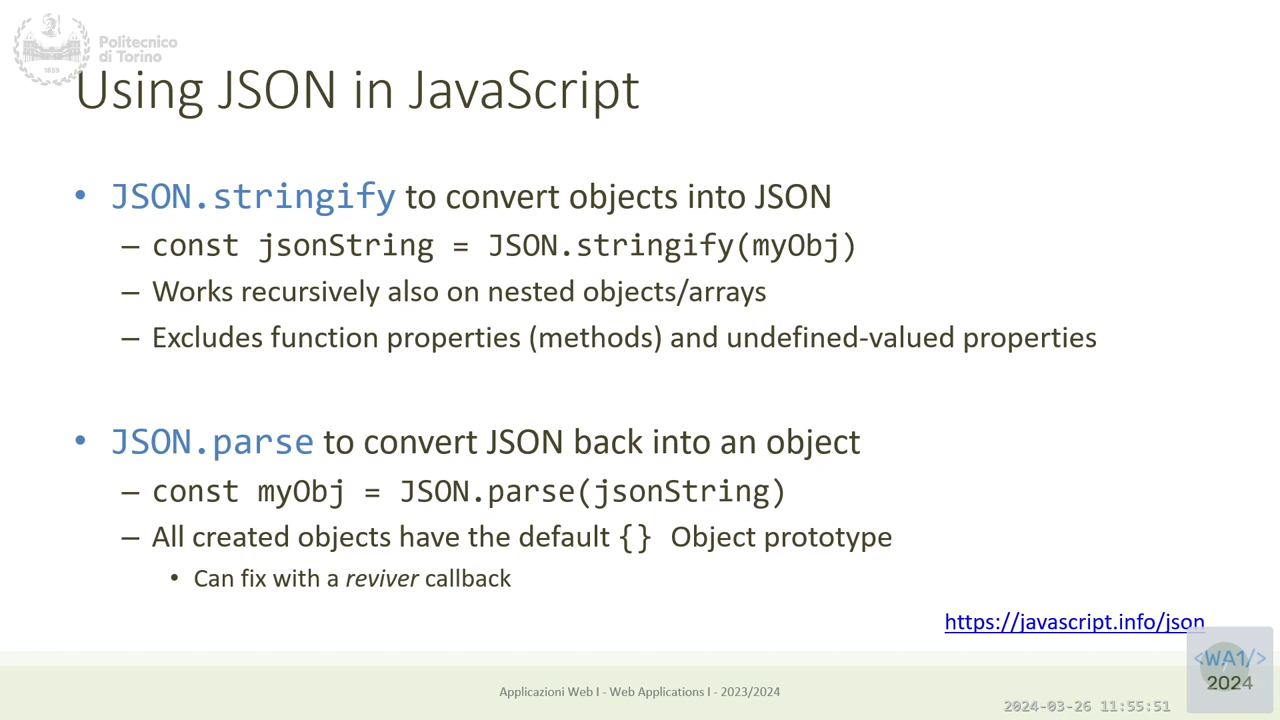 Politecnico
di Torino
1859
Using JSON in JavaScript
• JSON.stringify to convert objects into JSON
– const jsonString = JSON.stringify(myObj)
– Works recursively also on nested objects/arrays
– Excludes function properties (methods) and undefined-valued properties
• JSON.parse to convert JSON back into an object
– const myObj = JSON.parse(jsonString)
– All created objects have the default {} Object prototype
• Can fix with a reviver callback
https://javascript.info/json
<WA1/>
2024
Applicazioni Web I - Web Applications I - 2023/2024
2024-03-26 11:55:51